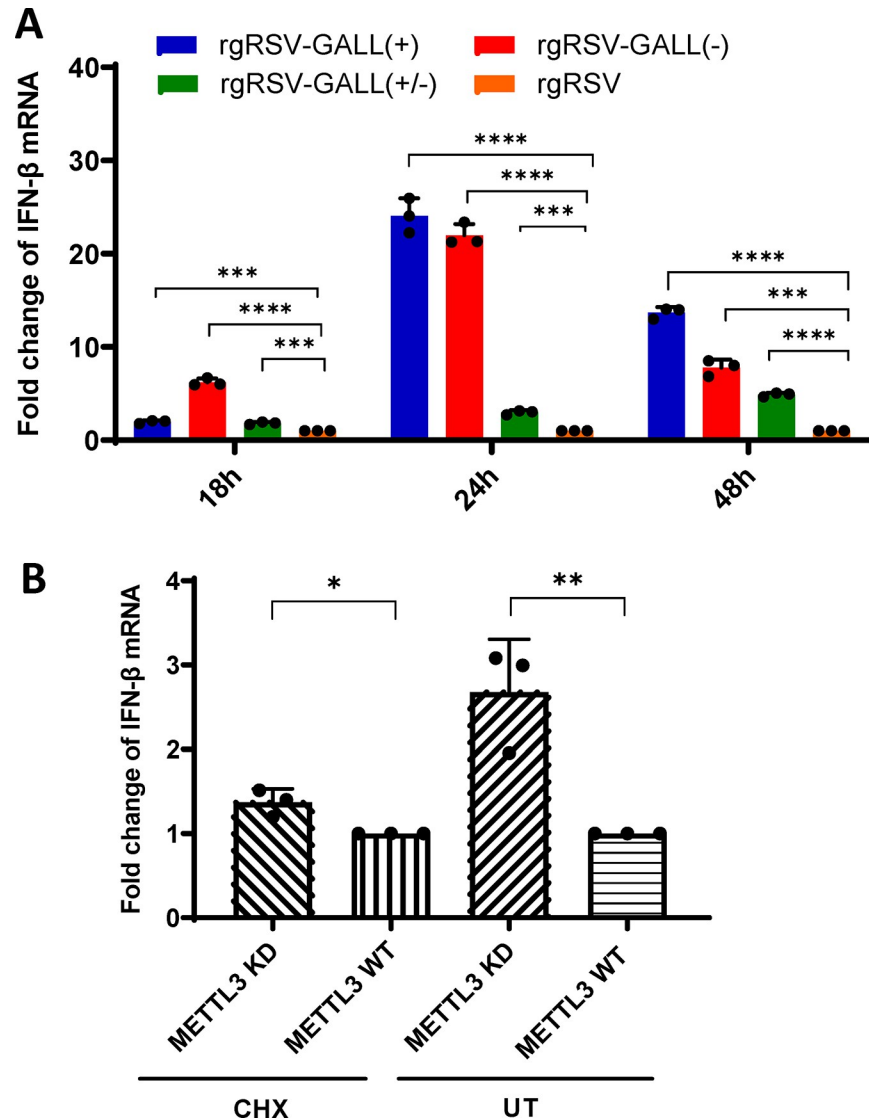 A
rgRSV-GALL(+) rgRSV-GALL(-)
rgRSV-GALL(+/-) rgRSV
Fold change of IFN-β mRNA
40
30
20
10
0
*** **** ***
**** **** ***
**** *** ****
18h 24h 48h
B
Fold change of IFN-β mRNA
4
3
2
1
0
* **
METTL3 KD METTL3 WT METTL3 KD METTL3 WT
CHX UT